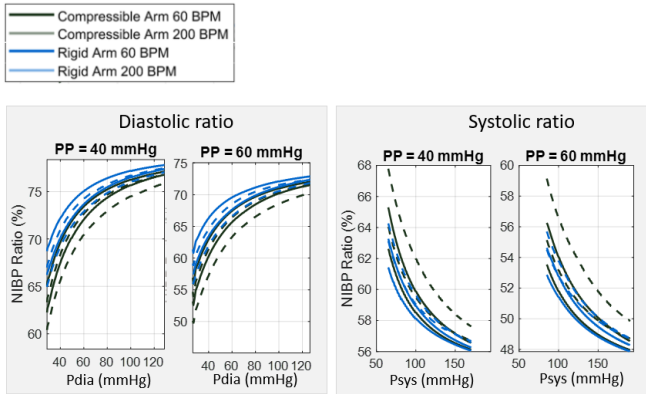 Compressible Arm 60 BPM
Compressible Arm 200 BPM
Rigid Arm 60 BPM
Rigid Arm 200 BPM
Diastolic ratio
Systolic ratio
PP = 40 mmHg
PP = 60 mmHg
PP = 40 mmHg
PP = 60 mmHg
NIBP Ratio (%)
75
70
65
60
40 60 80 100 120
Pdia (mmHg)
75
70
65
60
55
50
40 60 80 100 120
Pdia (mmHg)
NIBP Ratio (%)
68
66
64
62
60
58
56
50 100 150
Psys (mmHg)
60
58
56
54
52
50
48
50 100 150
Psys (mmHg)